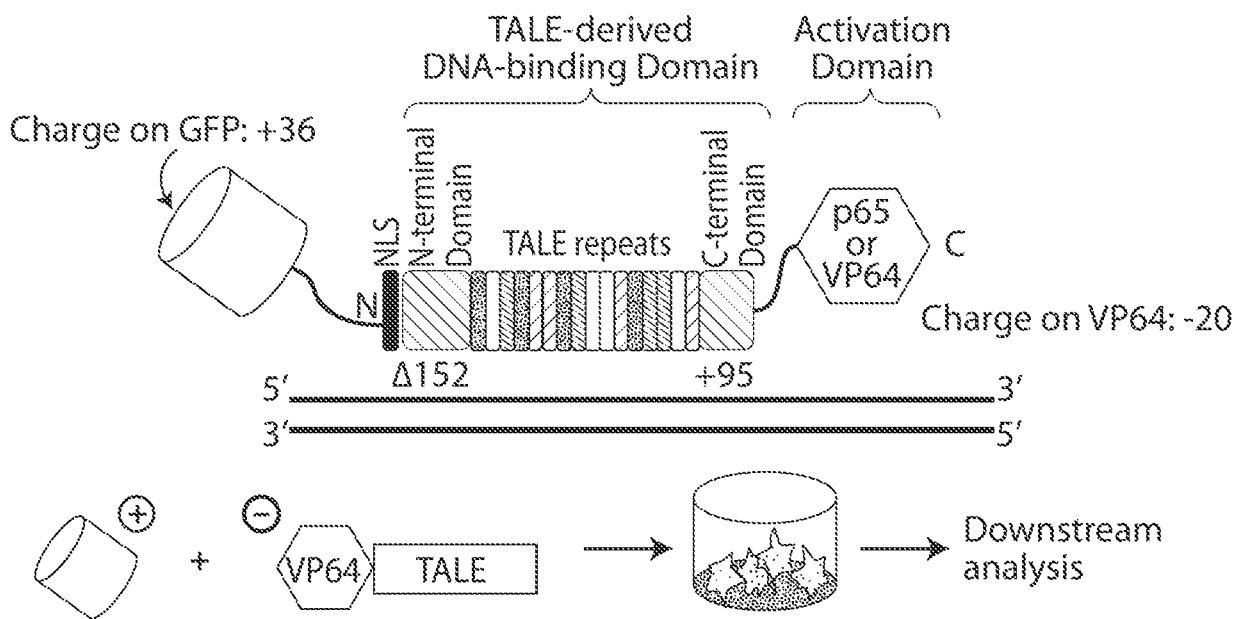 TALE-derived
DNA-binding Domain
Activation
Domain
Charge on GFP: +36
NLS
N-terminal
Domain
TALE repeats
C-terminal
Domain
p65
or
VP64
N
C
Charge on VP64: -20
Δ152
+95
5′
3′
3′
5′
+
−
+
VP64
TALE
Downstream
analysis